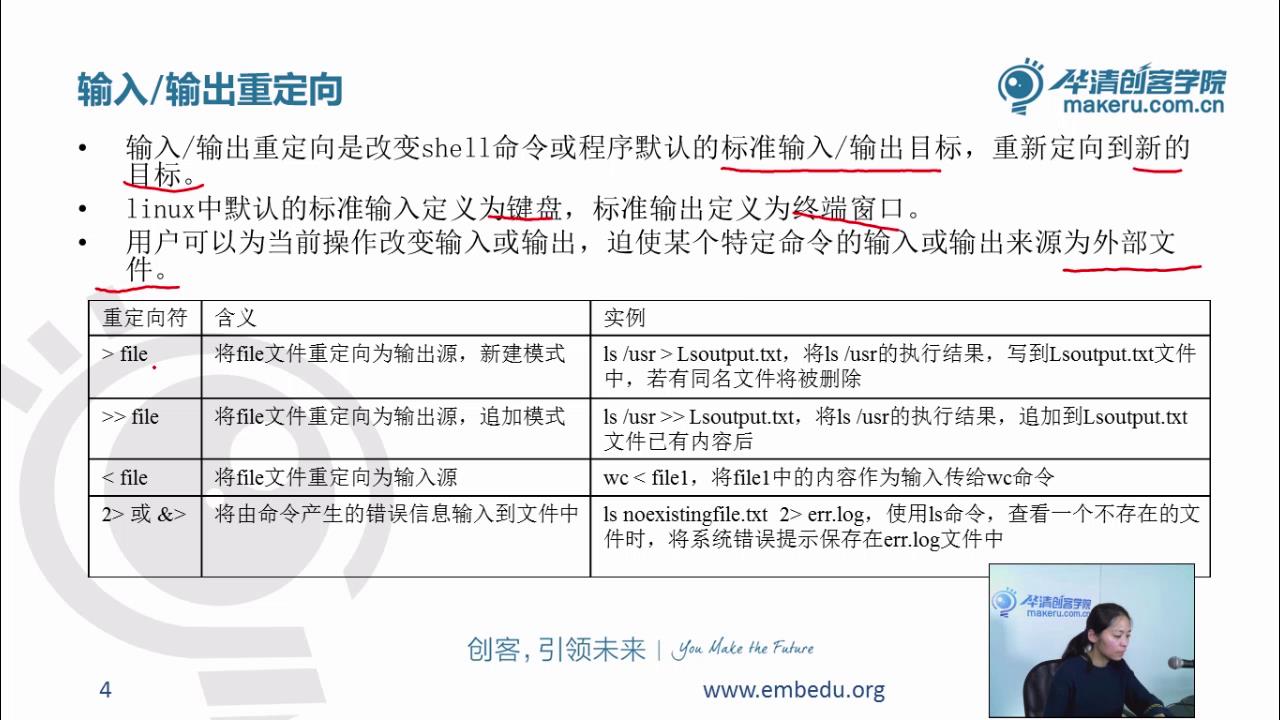 输入/输出重定向
华清创客学院
makeru.com.cn
• 输入/输出重定向是改变shell命令或程序默认的标准输入/输出目标，重新定向到新的
目标。
• linux中默认的标准输入定义为键盘，标准输出定义为终端窗口。
• 用户可以为当前操作改变输入或输出，迫使某个特定命令的输入或输出来源为外部文
件。
重定向符 含义 实例
> file 将file文件重定向为输出源，新建模式 ls /usr > Lsoutput.txt，将ls /usr的执行结果，写到Lsoutput.txt文件
中，若有同名文件将被删除
>> file 将file文件重定向为输出源，追加模式 ls /usr >> Lsoutput.txt，将ls /usr的执行结果，追加到Lsoutput.txt
文件已有内容后
< file 将file文件重定向为输入源 wc < file1，将file1中的内容作为输入传给wc命令
2> 或 &> 将由命令产生的错误信息输入到文件中 ls noexistingfile.txt 2> err.log，使用ls命令，查看一个不存在的文
件时，将系统错误提示保存在err.log文件中
华清创客学院
makeru.com.cn
创客，引领未来 | You Make the Future
4 www.embedu.org